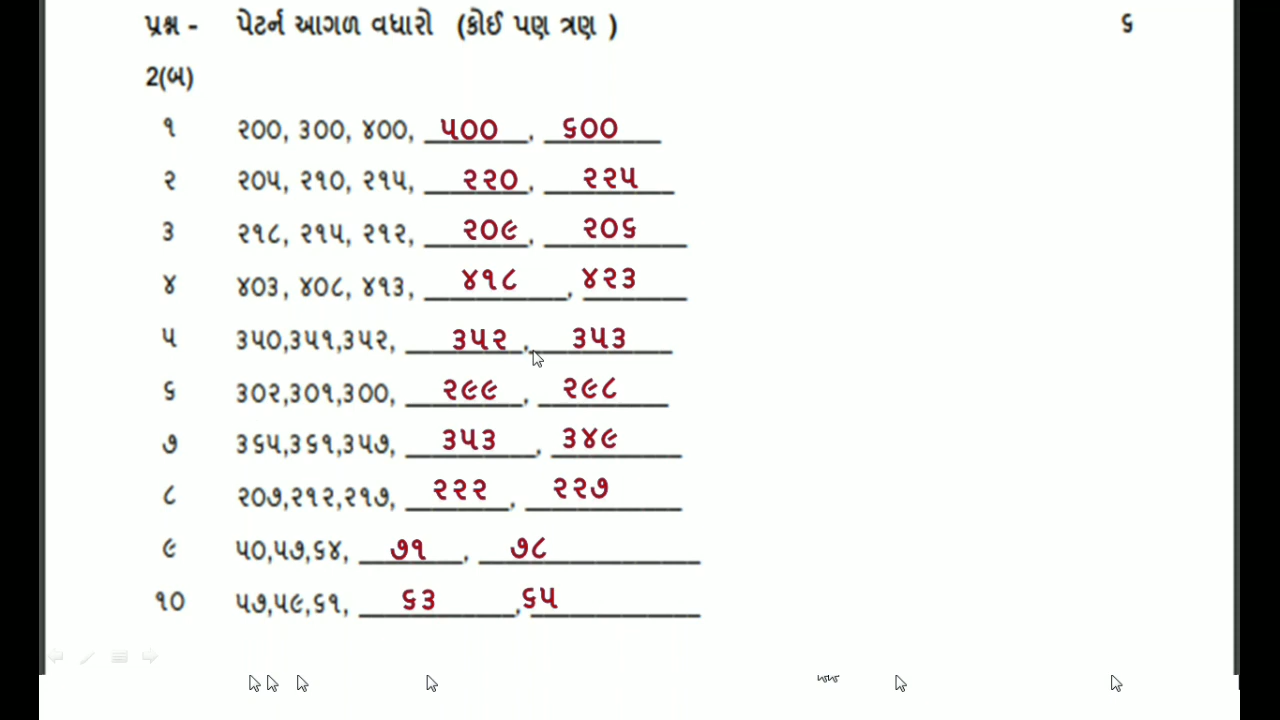 પ્રશ્ન - પેટર્ન આગળ વધારો (કોઈ પણ ત્રણ ) ૬
2(બ)
૧ ૨૦૦, ૩૦૦, ૪૦૦, ૫૦૦, ૬૦૦
૨ ૨૦૫, ૨૧૦, ૨૧૫, ૨૨૦, ૨૨૫
૩ ૨૧૮, ૨૧૫, ૨૧૨, ૨૦૯, ૨૦૬
૪ ૪૦૩, ૪૦૮, ૪૧૩, ૪૧૮, ૪૨૩
૫ ૩૫૦,૩૫૧,૩૫૨, ૩૫૨, ૩૫૩
૬ ૩૦૨,૩૦૧,૩૦૦, ૨૯૯, ૨૯૮
૭ ૩૬૫,૩૬૧,૩૫૭, ૩૫૩, ૩૪૯
૮ ૨૦૭,૨૧૨,૨૧૭, ૨૨૨, ૨૨૭
૯ ૫૦,૫૭,૬૪, ૭૧, ૭૮
૧૦ ૫૭,૫૯,૬૧, ૬૩,૬૫